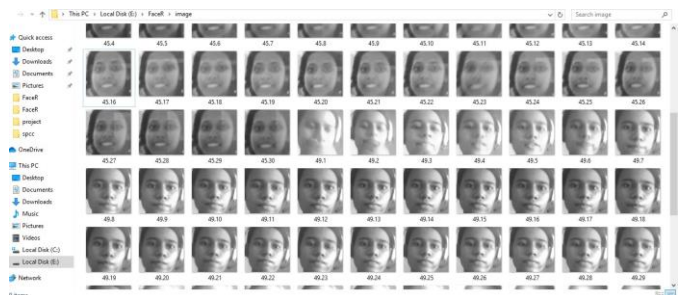 This PC > Local Disk (E:) > FaceR > image
Search image
Quick access
Desktop
Downloads
Documents
Pictures
FaceR
FaceR
project
spcc
OneDrive
This PC
Desktop
Documents
Downloads
Music
Pictures
Videos
Local Disk (C:)
Local Disk (E:)
Network
45.4 45.5 45.6 45.7 45.8 45.9 45.10 45.11 45.12 45.13 45.14
45.16 45.17 45.18 45.19 45.20 45.21 45.22 45.23 45.24 45.25 45.26
45.27 45.28 45.29 45.30 49.1 49.2 49.3 49.4 49.5 49.6 49.7
49.8 49.9 49.10 49.11 49.12 49.13 49.14 49.15 49.16 49.17 49.18
49.19 49.20 49.21 49.22 49.23 49.24 49.25 49.26 49.27 49.28 49.29